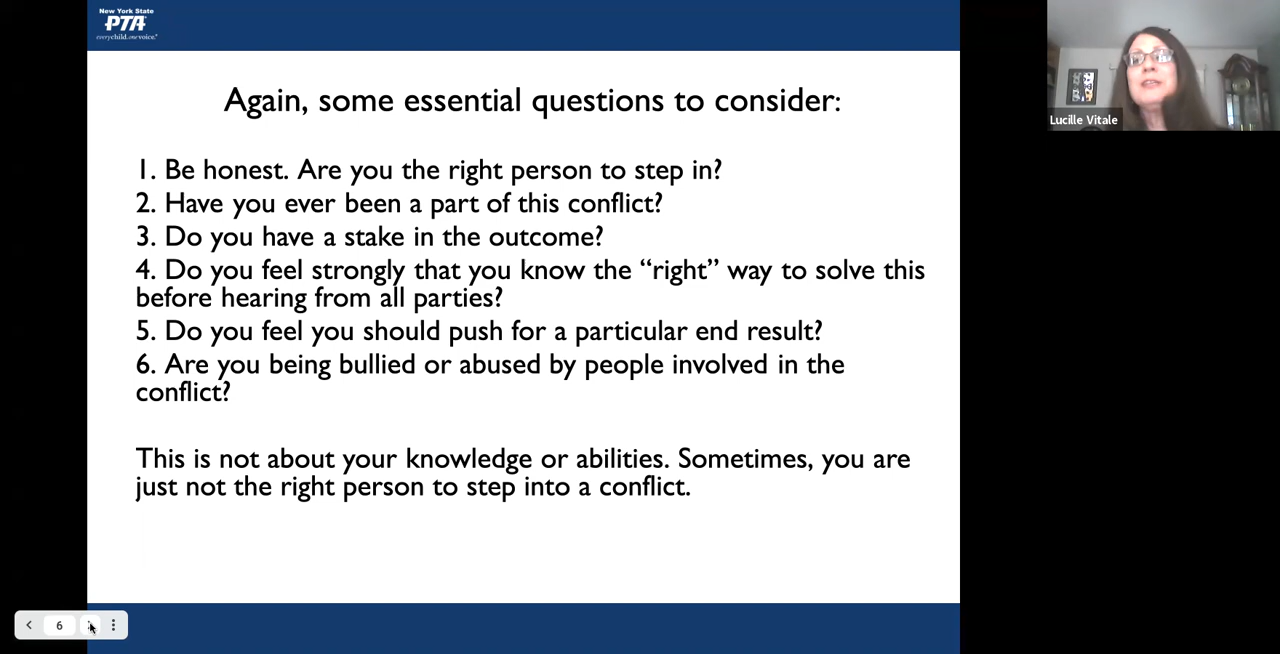 New York State
PTA
everychild.onevoice.®
Again, some essential questions to consider:
Lucille Vitale
1. Be honest. Are you the right person to step in?
2. Have you ever been a part of this conflict?
3. Do you have a stake in the outcome?
4. Do you feel strongly that you know the “right” way to solve this
before hearing from all parties?
5. Do you feel you should push for a particular end result?
6. Are you being bullied or abused by people involved in the
conflict?
This is not about your knowledge or abilities. Sometimes, you are
just not the right person to step into a conflict.
6